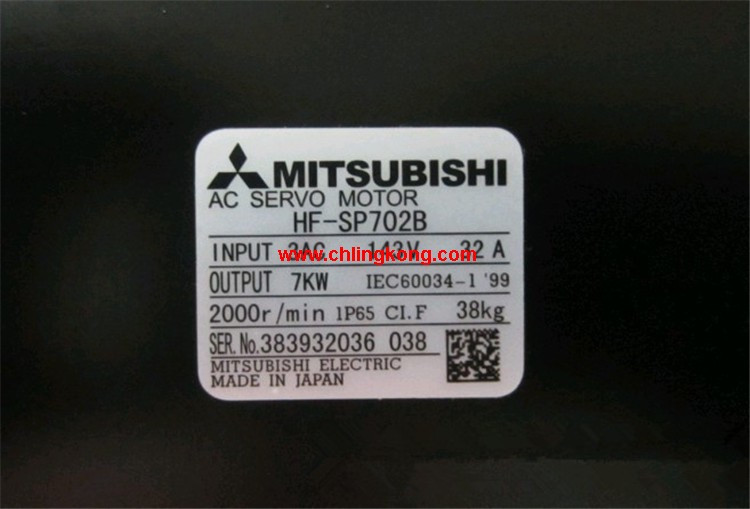 MITSUBISHI
AC SERVO MOTOR
HF-SP702B
INPUT 3AC 143V 32 A
www.chlingkong.com
OUTPUT 7KW IEC60034-1 '99
2000r/min IP65 CI.F 38kg
SER.No.383932036 038
MITSUBISHI ELECTRIC
MADE IN JAPAN